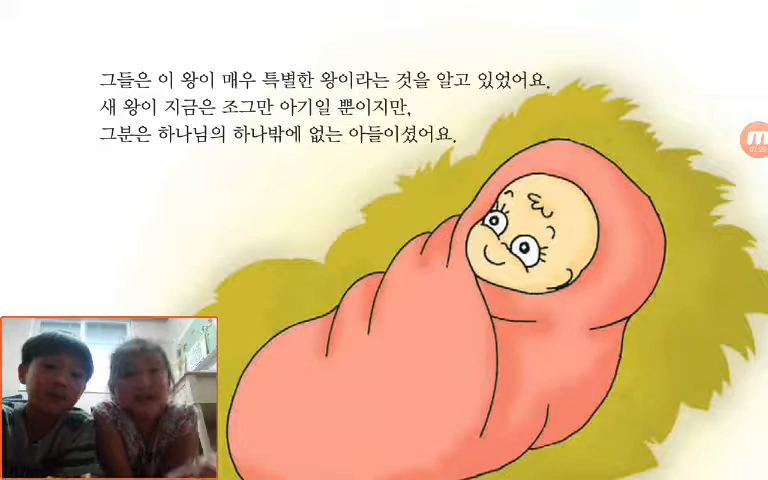 그들은 이 왕이 매우 특별한 왕이라는 것을 알고 있었어요.
새 왕이 지금은 조그만 아기일 뿐이지만,
그분은 하나님의 하나밖에 없는 아들이셨어요.
m
01:29